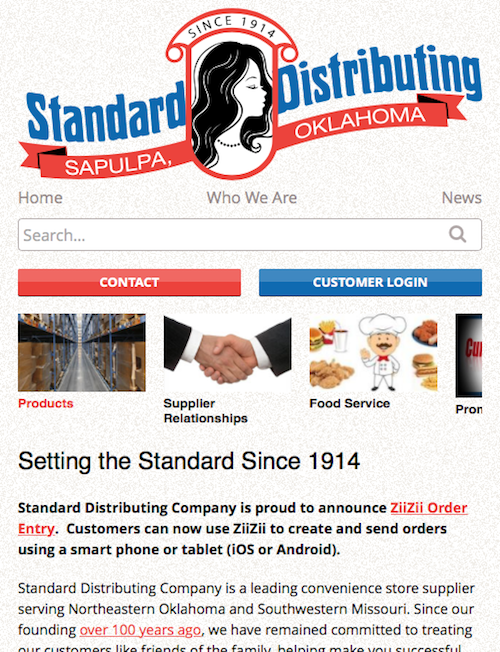 SINCE 1914
Standard Distributing
SAPULPA, OKLAHOMA
Home Who We Are News
Search...
CONTACT CUSTOMER LOGIN
Products Supplier Relationships Food Service
Setting the Standard Since 1914
Standard Distributing Company is proud to announce ZiiZii Order
Entry. Customers can now use ZiiZii to create and send orders
using a smart phone or tablet (iOS or Android).
Standard Distributing Company is a leading convenience store supplier
serving Northeastern Oklahoma and Southwestern Missouri. Since our
founding over 100 years ago, we have remained committed to treating
our customers like friends of the family, helping make you successful